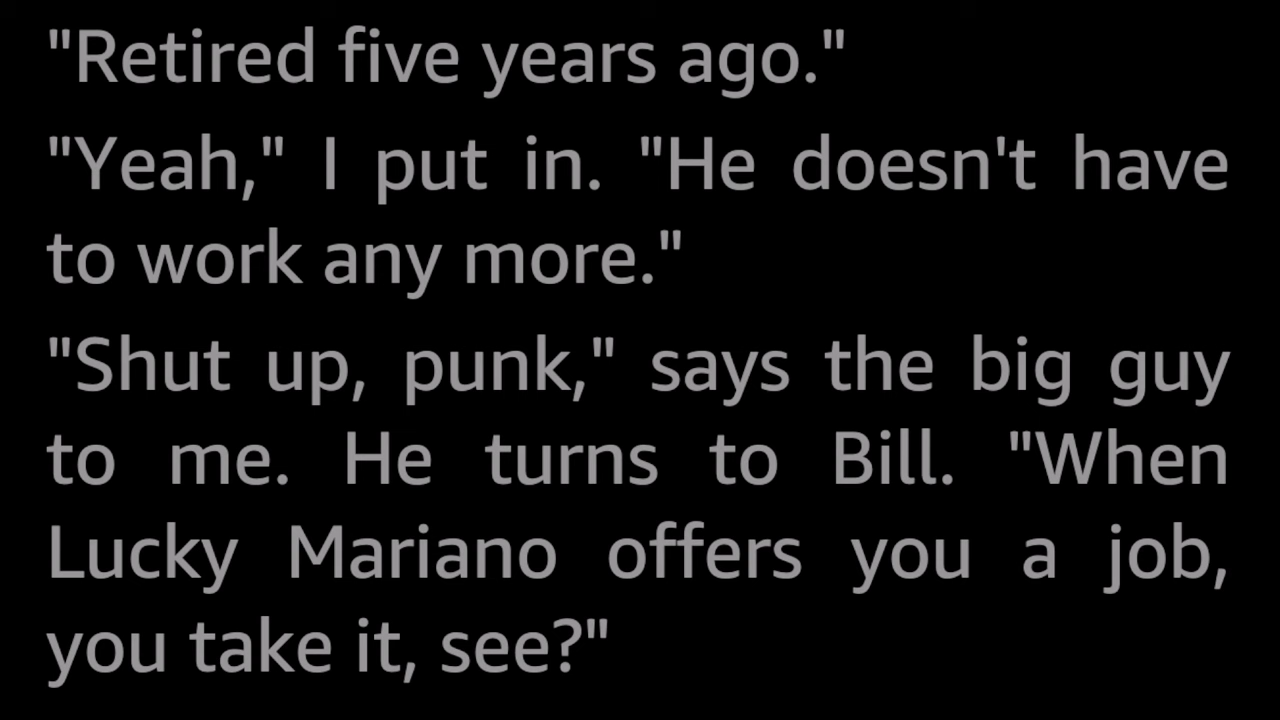 "Retired five years ago."
"Yeah," I put in. "He doesn't have
to work any more."
"Shut up, punk," says the big guy
to me. He turns to Bill. "When
Lucky Mariano offers you a job,
you take it, see?"